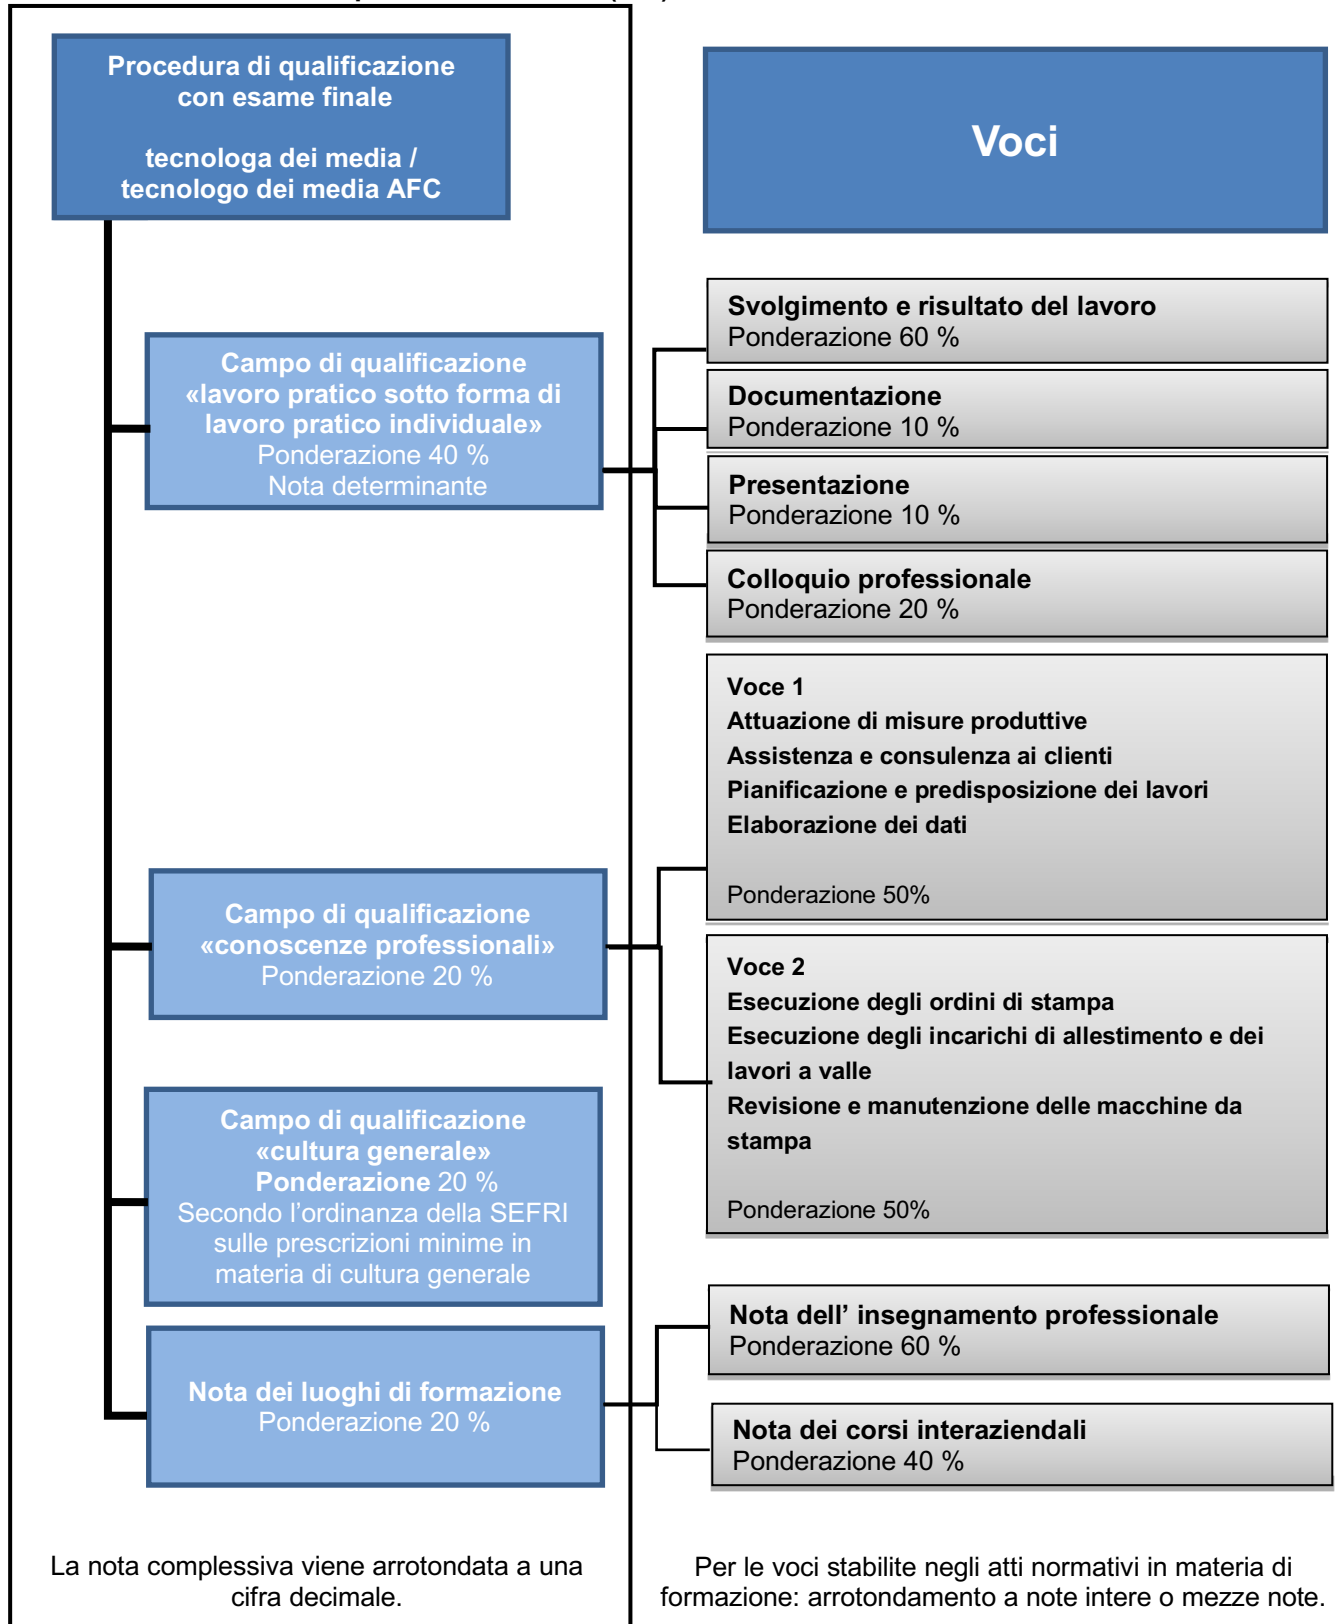 Procedura di qualificazione
con esame finale
tecnologa dei media /
tecnologo dei media AFC
Voci
Campo di qualificazione
«lavoro pratico sotto forma di
lavoro pratico individuale»
Ponderazione 40 %
Nota determinante
Svolgimento e risultato del lavoro
Ponderazione 60 %
Documentazione
Ponderazione 10 %
Presentazione
Ponderazione 10 %
Colloquio professionale
Ponderazione 20 %
Campo di qualificazione
«conoscenze professionali»
Ponderazione 20 %
Voce 1
Attuazione di misure produttive
Assistenza e consulenza ai clienti
Pianificazione e predisposizione dei lavori
Elaborazione dei dati
Ponderazione 50%
Voce 2
Esecuzione degli ordini di stampa
Esecuzione degli incarichi di allestimento e dei
lavori a valle
Revisione e manutenzione delle macchine da
stampa
Ponderazione 50%
Campo di qualificazione
«cultura generale»
Ponderazione 20 %
Secondo l'ordinanza della SEFRI
sulle prescrizioni minime in
materia di cultura generale
Nota dei luoghi di formazione
Ponderazione 20 %
Nota dell' insegnamento professionale
Ponderazione 60 %
Nota dei corsi interaziendali
Ponderazione 40 %
La nota complessiva viene arrotondata a una
cifra decimale.
Per le voci stabilite negli atti normativi in materia di
formazione: arrotondamento a note intere o mezze note.